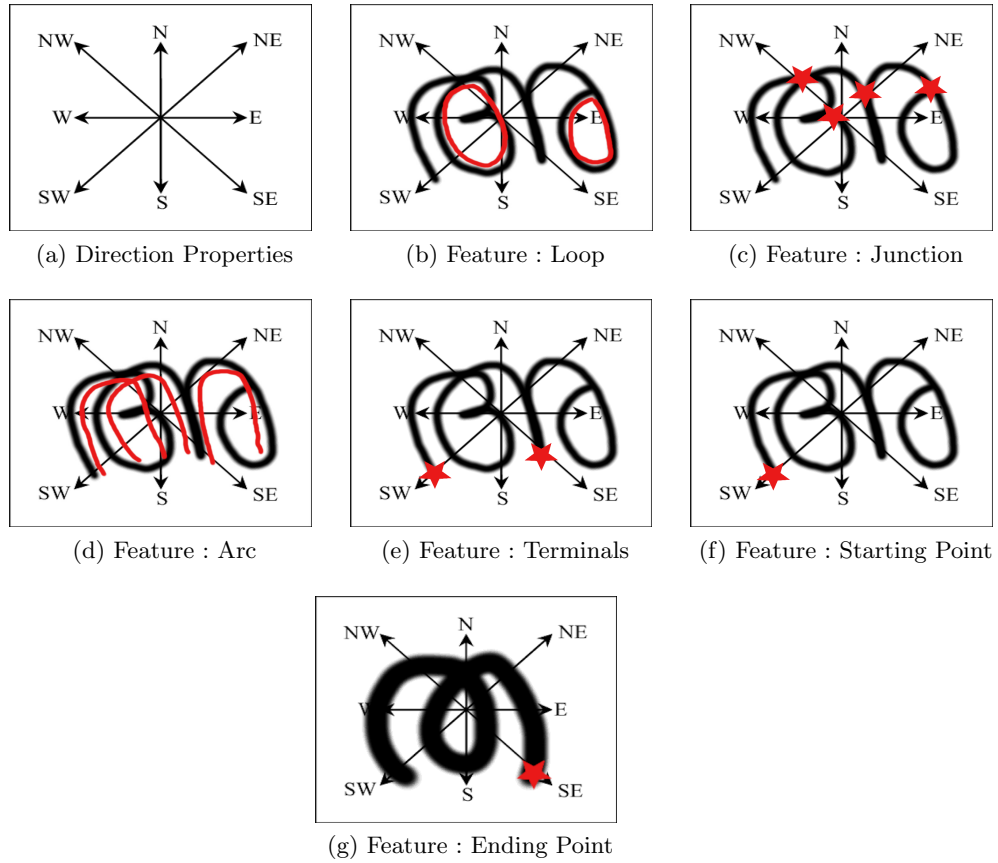 N
NW NE
W E
SW SE
S
N
NW NE
W E
SW SE
S
N
NW NE
W E
SW SE
S
(a) Direction Properties
(b) Feature : Loop
(c) Feature : Junction
N
NW NE
W E
SW SE
S
N
NW NE
W E
SW SE
S
N
NW NE
W E
SW SE
S
(d) Feature : Arc
(e) Feature : Terminals
(f) Feature : Starting Point
N
NW NE
W E
SW SE
S
(g) Feature : Ending Point